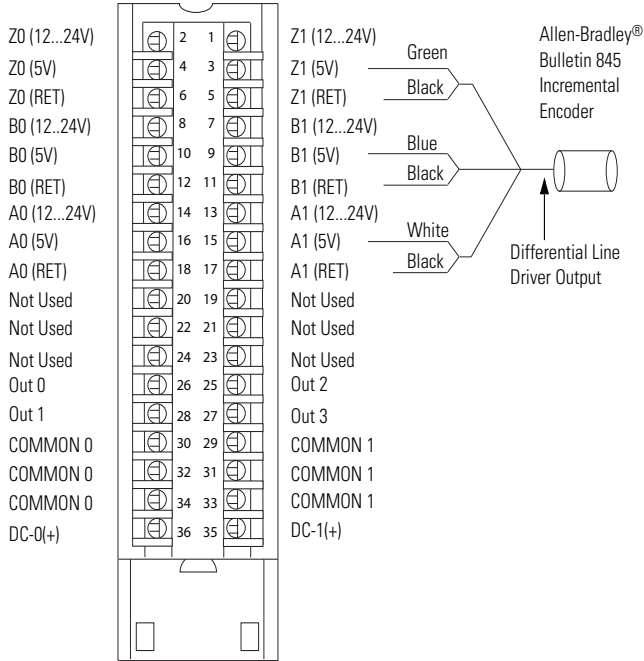 Z0 (12...24V) 2 1 Z1 (12...24V)
Z0 (5V) 4 3 Z1 (5V)
Z0 (RET) 6 5 Z1 (RET)
B0 (12..24V) 8 7 B1 (12..24V)
B0 (5V) 10 9 B1 (5V)
B0 (RET) 12 11 B1 (RET)
A0 (12...24V) 14 13 A1 (12...24V)
A0 (5V) 16 15 A1 (5V)
A0 (RET) 18 17 A1 (RET)
Not Used 20 19 Not Used
Not Used 22 21 Not Used
Not Used 24 23 Not Used
Out 0 26 25 Out 2
Out 1 28 27 Out 3
COMMON 0 30 29 COMMON 1
COMMON 0 32 31 COMMON 1
COMMON 0 34 33 COMMON 1
DC-0(+) 36 35 DC-1(+)
Green
Black
Blue
Black
White
Black
Allen-Bradley®
Bulletin 845
Incremental
Encoder
Differential Line
Driver Output